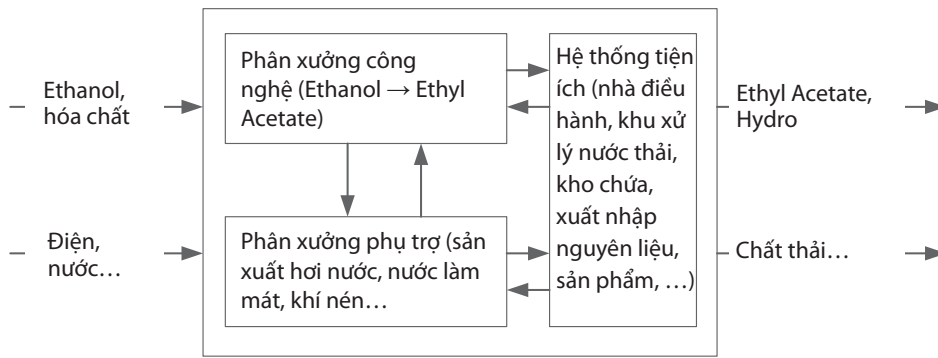 Ethanol,
hóa chất
Điện,
nước…
Phân xưởng công
nghệ (Ethanol → Ethyl
Acetate)
Phân xưởng phụ trợ (sản
xuất hơi nước, nước làm
mát, khí nén…
Hệ thống tiện
ích (nhà điều
hành, khu xử
lý nước thải,
kho chứa,
xuất nhập
nguyên liệu,
sản phẩm, …)
Ethyl Acetate,
Hydro
Chất thải…